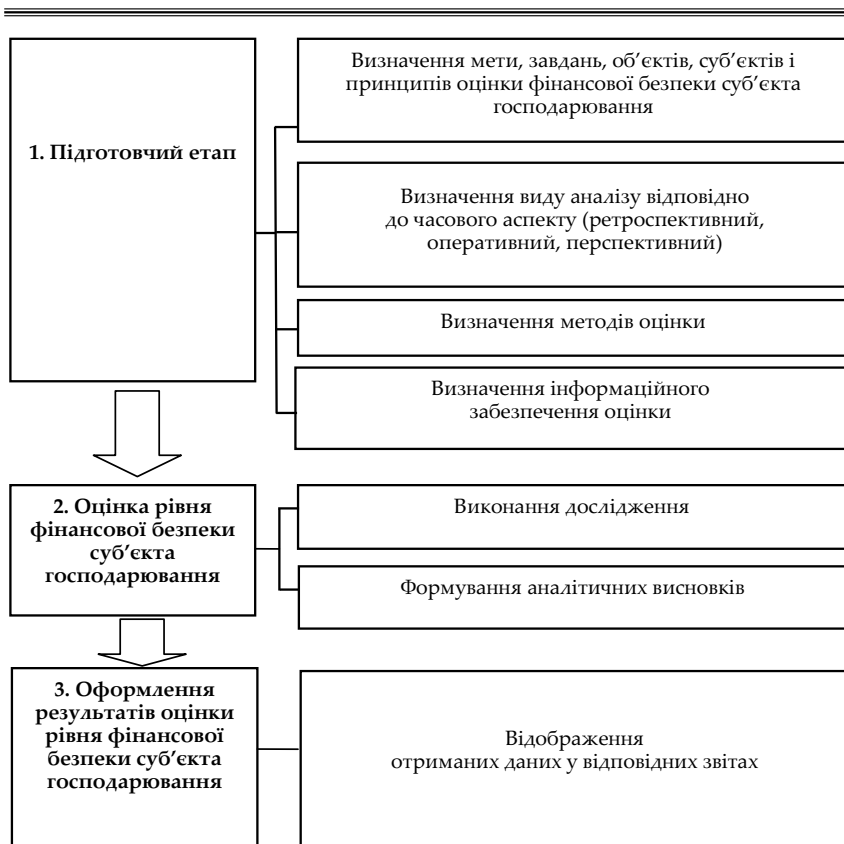 1. Підготовчий етап
Визначення мети, завдань, об’єктів, суб’єктів і
принципів оцінки фінансової безпеки суб’єкта
господарювання
Визначення виду аналізу відповідно
до часового аспекту (ретроспективний,
оперативний, перспективний)
Визначення методів оцінки
Визначення інформаційного
забезпечення оцінки
2. Оцінка рівня
фінансової безпеки
суб’єкта
господарювання
Виконання дослідження
Формування аналітичних висновків
3. Оформлення
результатів оцінки
рівня фінансової
безпеки суб’єкта
господарювання
Відображення
отриманих даних у відповідних звітах